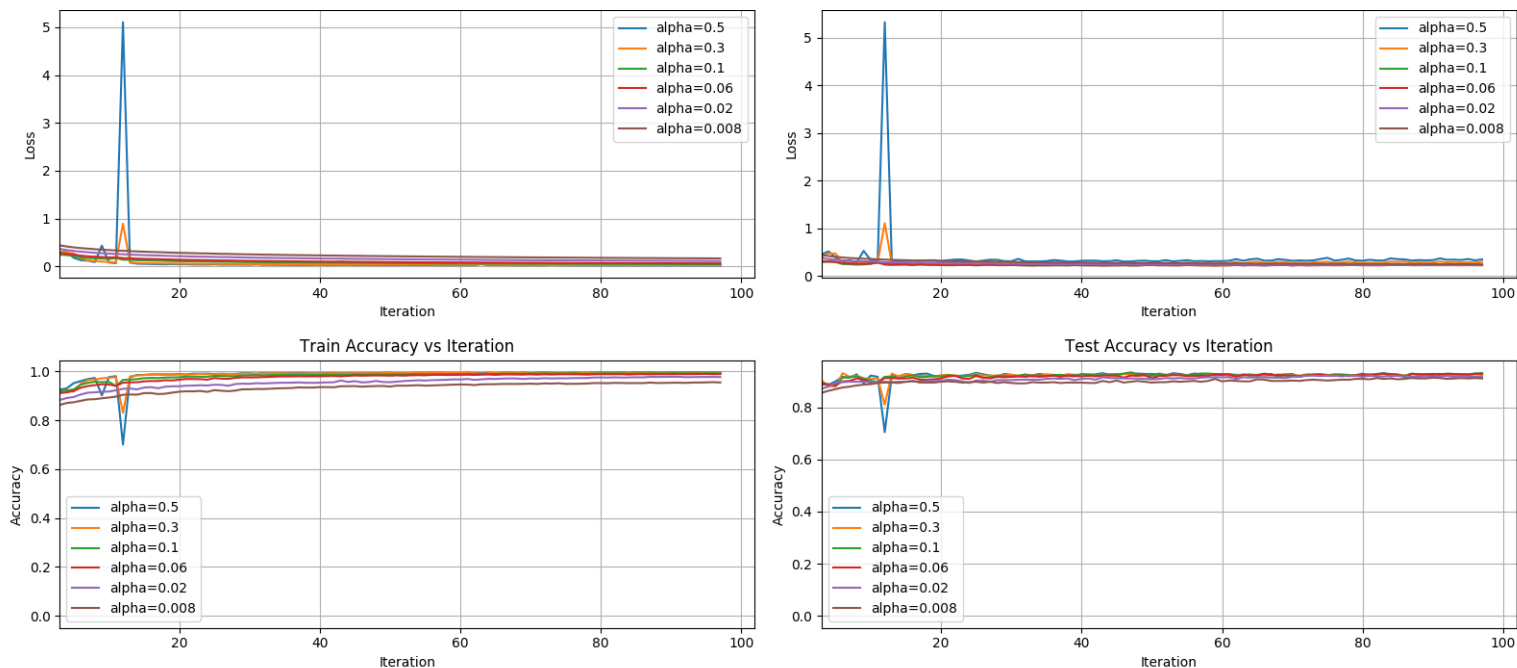 5
4
3
2
1
0
Loss
20
40
60
80
100
Iteration
alpha=0.5
alpha=0.3
alpha=0.1
alpha=0.06
alpha=0.02
alpha=0.008
5
4
3
2
1
0
Loss
20
40
60
80
100
Iteration
alpha=0.5
alpha=0.3
alpha=0.1
alpha=0.06
alpha=0.02
alpha=0.008
Train Accuracy vs Iteration
1.0
0.8
0.6
0.4
0.2
0.0
Accuracy
20
40
60
80
100
Iteration
alpha=0.5
alpha=0.3
alpha=0.1
alpha=0.06
alpha=0.02
alpha=0.008
Test Accuracy vs Iteration
0.8
0.6
0.4
0.2
0.0
Accuracy
20
40
60
80
100
Iteration
alpha=0.5
alpha=0.3
alpha=0.1
alpha=0.06
alpha=0.02
alpha=0.008